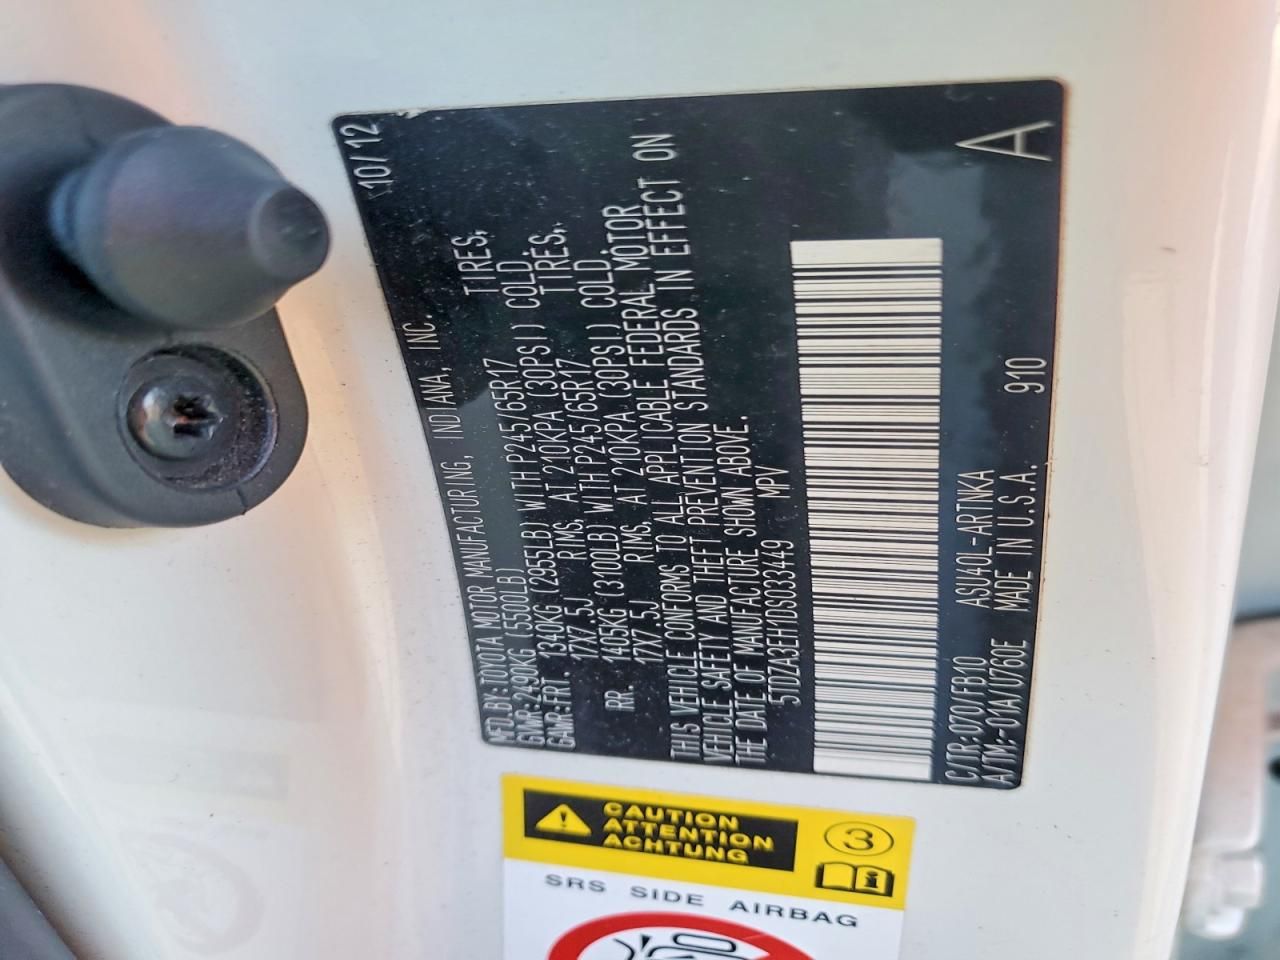 MFD.BY:TOYOTA MOTOR MANUFACTURING, INDIANA, INC. 10/12
GVWR:2490KG(5500LB)
GAWR:FRT. 1340KG (2955LB) WITH P245/65R17 TIRES,
17X7.5J RIMS, AT 210KPA (30PSI) COLD.
RR. 1405KG (3100LB) WITH P245/65R17 TIRES,
17X7.5J RIMS, AT 210KPA (30PSI) COLD.
THIS VEHICLE CONFORMS TO ALL APPLICABLE FEDERAL MOTOR
VEHICLE SAFETY AND THEFT PREVENTION STANDARDS IN EFFECT ON
THE DATE OF MANUFACTURE SHOWN ABOVE.
5TDZA3EH1DS033449 MPV
C/TR:070/FB10 ASU40L-ARTNKA A
A/TM:-01A/U760E MADE IN U.S.A. 910
CAUTION
ATTENTION
ACHTUNG
3
SRS SIDE AIRBAG